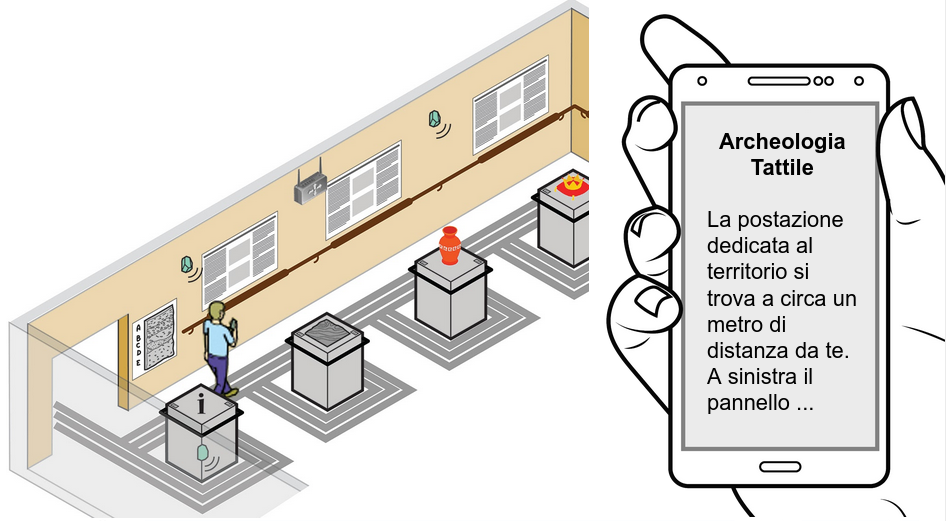 A
B
C
D
E
i
Archeologia
Tattile
La postazione
dedicata al
territorio si
trova a circa un
metro di
distanza da te.
A sinistra il
pannello ...